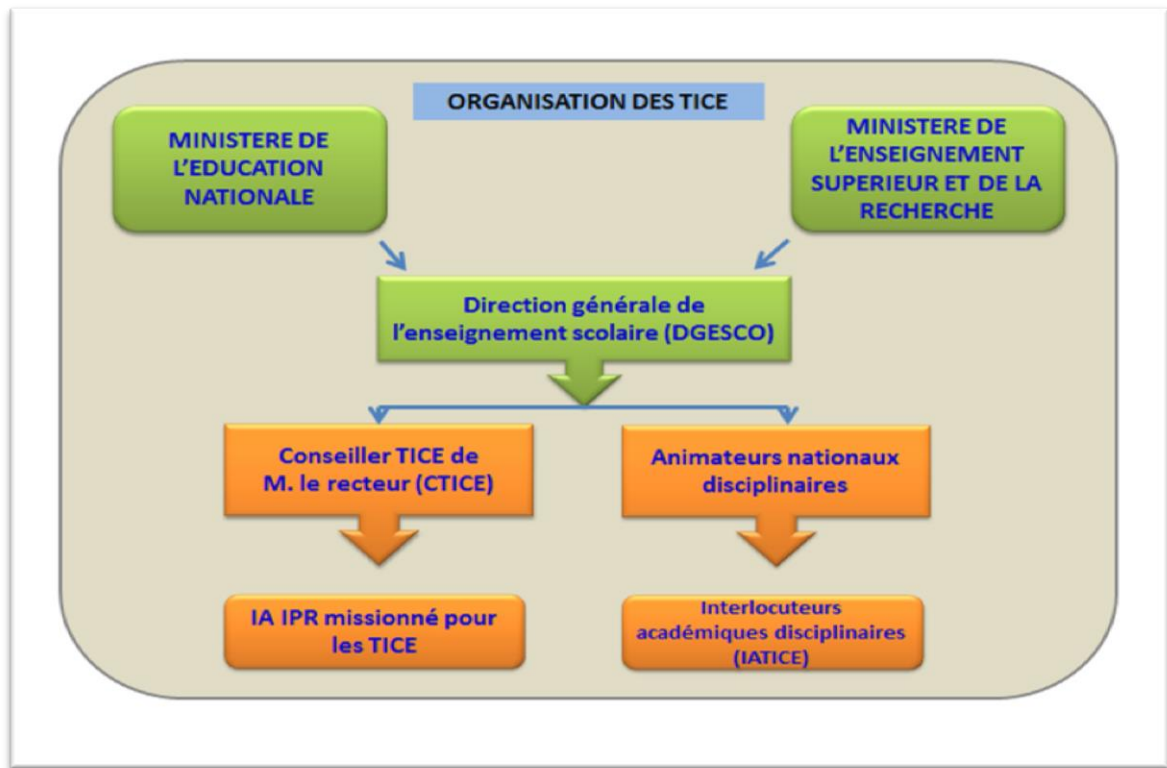 ORGANISATION DES TICE
MINISTERE DE
L’EDUCATION
NATIONALE
MINISTERE DE
L’ENSEIGNEMENT
SUPERIEUR ET DE LA
RECHERCHE
Direction générale de
l’enseignement scolaire (DGESCO)
Conseiller TICE de
M. le recteur (CTICE)
Animateurs nationaux
disciplinaires
IA IPR missionné pour
les TICE
Interlocuteurs
académiques disciplinaires
(IATICE)